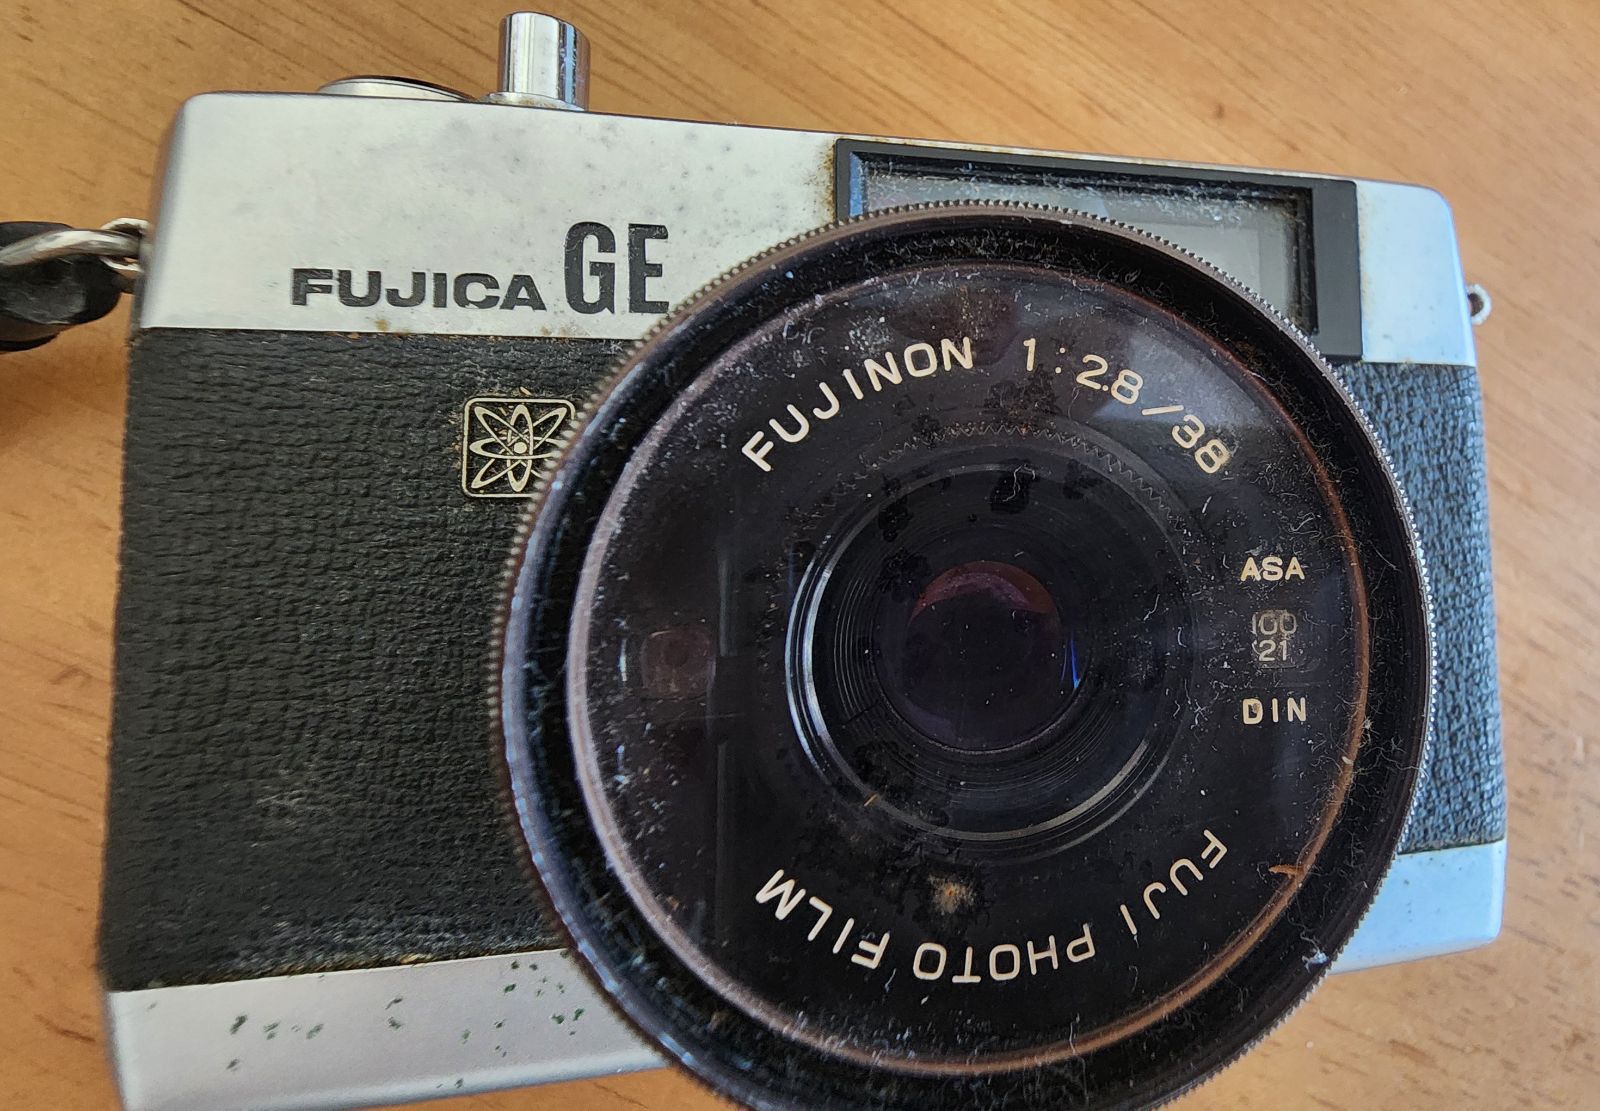 FUJICA GE
FUJINON 1:2.8/38
ASA
100
21
DIN
FUJI PHOTO FILM